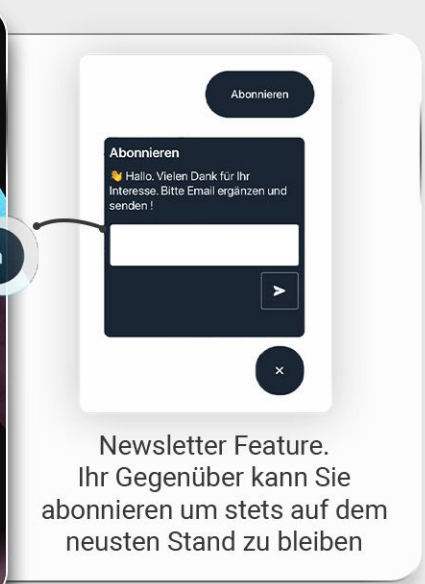 Abonnieren
Abonnieren
👋 Hallo. Vielen Dank für Ihr
Interesse. Bitte Email ergänzen und
senden !
Newsletter Feature.
Ihr Gegenüber kann Sie
abonnieren um stets auf dem
neusten Stand zu bleiben